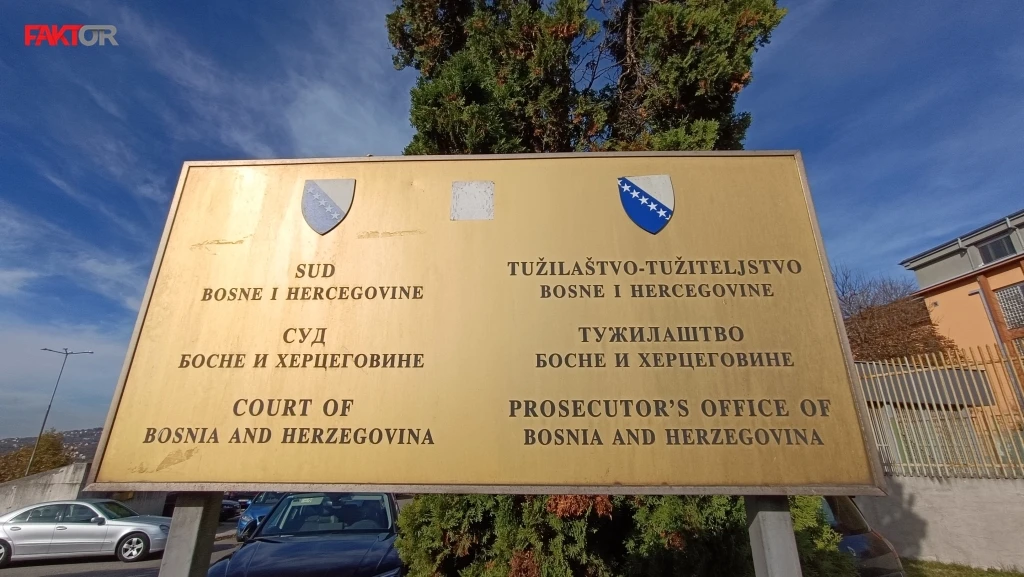 FAKTOR
SUD
BOSNE I HERCEGOVINE
СУД
БОСНЕ И ХЕРЦЕГОВИНЕ
COURT OF
BOSNIA AND HERZEGOVINA
TUŽILAŠTVO-TUŽITELJSTVO
BOSNE I HERCEGOVINE
ТУЖИЛАШТВО
БОСНЕ И ХЕРЦЕГОВИНЕ
PROSECUTOR'S OFFICE OF
BOSNIA AND HERZEGOVINA